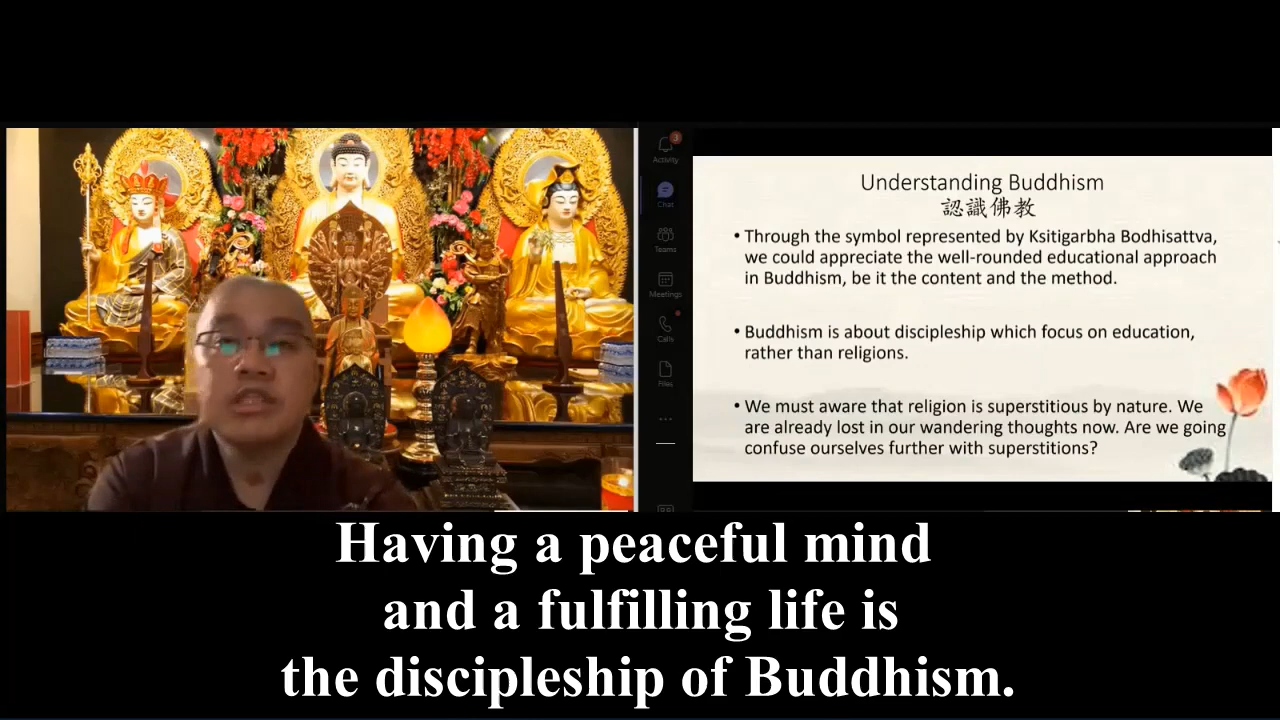 3
Activity
Chat
Teams
Meetings
Calls
Files
Understanding Buddhism
認識佛教
• Through the symbol represented by Ksitigarbha Bodhisattva,
we could appreciate the well-rounded educational approach
in Buddhism, be it the content and the method.
• Buddhism is about discipleship which focus on education,
rather than religions.
• We must aware that religion is superstitious by nature. We
are already lost in our wandering thoughts now. Are we going
confuse ourselves further with superstitions?
Having a peaceful mind
and a fulfilling life is
the discipleship of Buddhism.